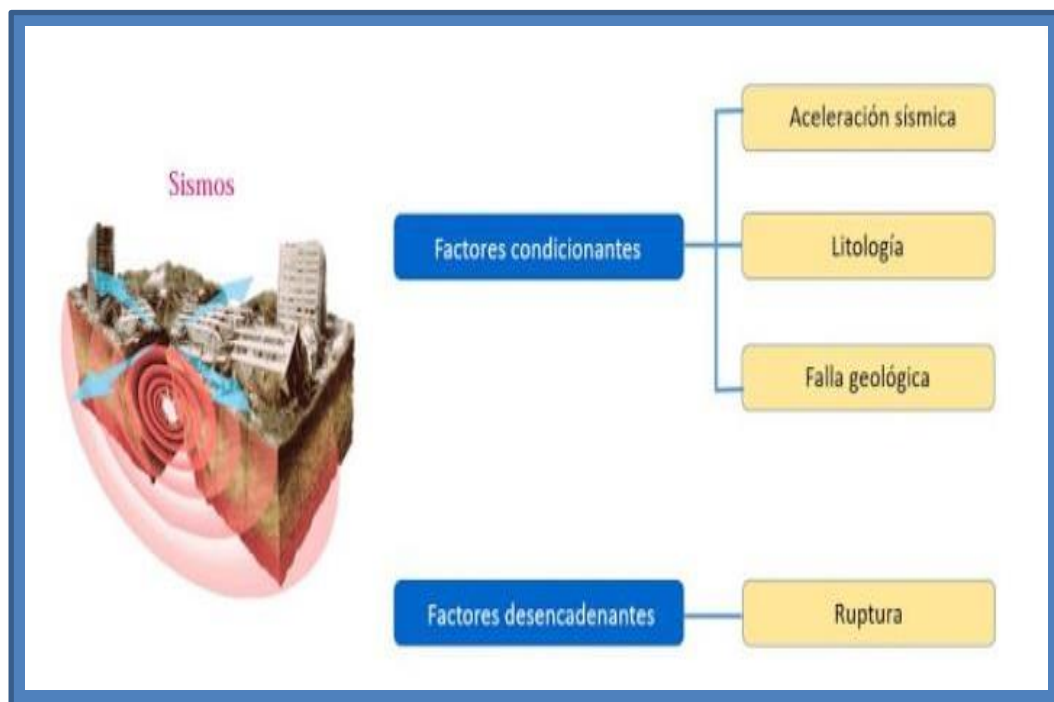 Sismos
Factores condicionantes
Aceleración sísmica
Litología
Falla geológica
Factores desencadenantes
Ruptura